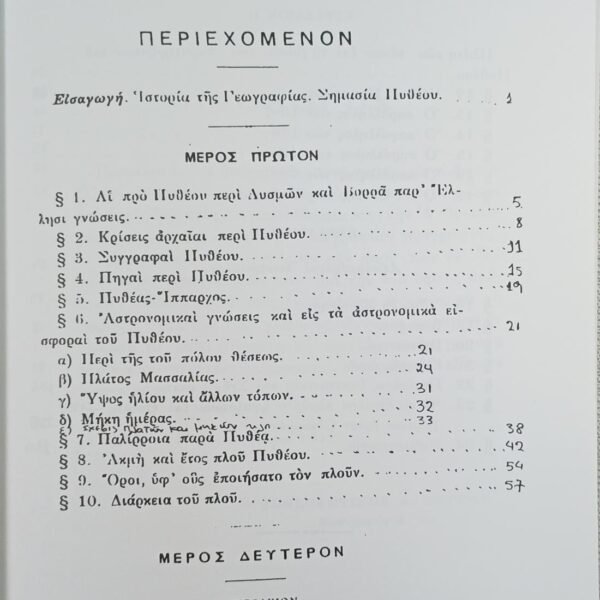 ΠΕΡΙΕΧΟΜΕΝΟΝ
Εἰσαγωγή. Ἱστορία τῆς Γεωγραφίας. Σημασία Πυθέου. . . . . 1
ΜΕΡΟΣ ΠΡΩΤΟΝ
§ 1. Αἱ πρὸ Πυθέου περὶ Δυσμῶν καὶ Βορρᾶ παρ' Ἕλ-
λησι γνώσεις. . . . . . . . . . . . . . 5
§ 2. Κρίσεις ἀρχαῖαι περὶ Πυθέου. . . . . . . . . . 8
§ 3. Συγγραφαὶ Πυθέου. . . . . . . . . . . . . 11
§ 4. Πηγαὶ περὶ Πυθέου. . . . . . . . . . . . . 15
§ 5. Πυθέας-Ἵππαρχος. . . . . . . . . . . . . 19
§ 6. Ἀστρονομικαὶ γνώσεις καὶ εἰς τὰ ἀστρονομικὰ εἰ-
σφοραὶ τοῦ Πυθέου. . . . . . . . . . . . . 21
α) Περὶ τῆς τοῦ πόλου θέσεως. . . . . . . . 21
β) Πλάτος Μασσαλίας. . . . . . . . . . . 24
γ) Ὕψος ἡλίου καὶ ἄλλων τόπων. . . . . . . 31
δ) Μήκη ἡμέρας. . . . . . . . . . . . . 32
ε) σχέσις πλατῶν και μηκών 33
§ 7. Παλίρροια παρὰ Πυθέᾳ. . . . . . . . . . . . 38
§ 8. Ἀκμὴ καὶ ἔτος πλοῦ Πυθέου. . . . . . . . . . 42
§ 9. Ὅροι, ὑφ' οὓς ἐποιήσατο τὸν πλοῦν. . . . . . . 54
§ 10. Διάρκεια τοῦ πλοῦ. . . . . . . . . . . . . 57
ΜΕΡΟΣ ΔΕΥΤΕΡΟΝ